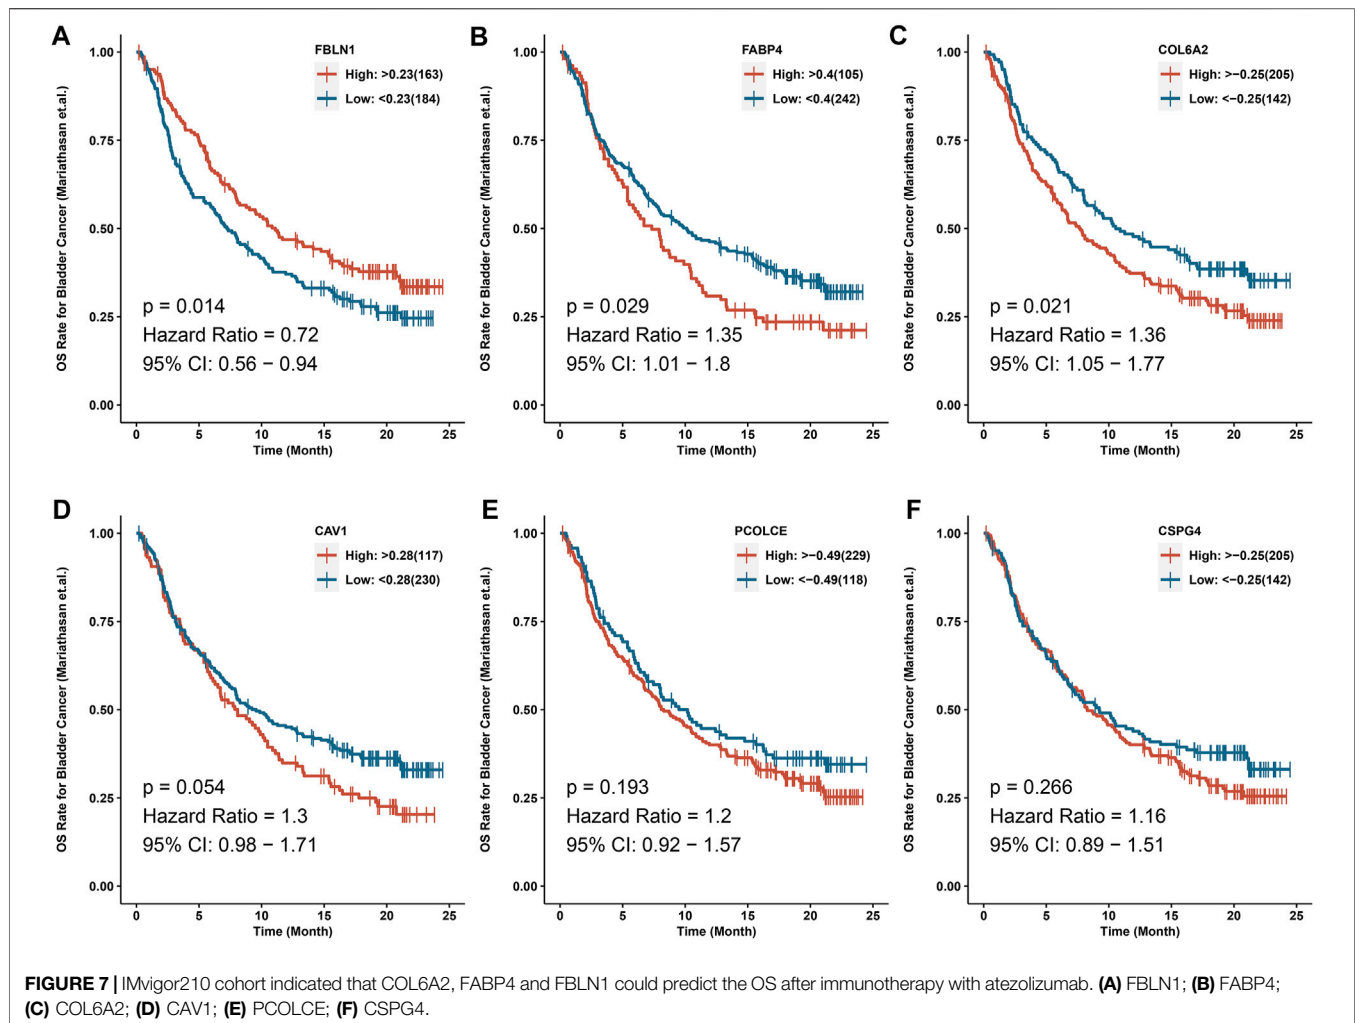 A
FBLN1
High: >0.23(163)
Low: <0.23(184)
OS Rate for Bladder Cancer (Mariathasan et.al.)
1.00
0.75
0.50
0.25
0.00
p = 0.014
Hazard Ratio = 0.72
95% CI: 0.56 − 0.94
0 5 10 15 20 25
Time (Month)
B
FABP4
High: >0.4(105)
Low: <0.4(242)
OS Rate for Bladder Cancer (Mariathasan et.al.)
1.00
0.75
0.50
0.25
0.00
p = 0.029
Hazard Ratio = 1.35
95% CI: 1.01 − 1.8
0 5 10 15 20 25
Time (Month)
C
COL6A2
High: >−0.25(205)
Low: <−0.25(142)
OS Rate for Bladder Cancer (Mariathasan et.al.)
1.00
0.75
0.50
0.25
0.00
p = 0.021
Hazard Ratio = 1.36
95% CI: 1.05 − 1.77
0 5 10 15 20 25
Time (Month)
D
CAV1
High: >0.28(117)
Low: <0.28(230)
OS Rate for Bladder Cancer (Mariathasan et.al.)
1.00
0.75
0.50
0.25
0.00
p = 0.054
Hazard Ratio = 1.3
95% CI: 0.98 − 1.71
0 5 10 15 20 25
Time (Month)
E
PCOLCE
High: >−0.49(229)
Low: <−0.49(118)
OS Rate for Bladder Cancer (Mariathasan et.al.)
1.00
0.75
0.50
0.25
0.00
p = 0.193
Hazard Ratio = 1.2
95% CI: 0.92 − 1.57
0 5 10 15 20 25
Time (Month)
F
CSPG4
High: >−0.25(205)
Low: <−0.25(142)
OS Rate for Bladder Cancer (Mariathasan et.al.)
1.00
0.75
0.50
0.25
0.00
p = 0.266
Hazard Ratio = 1.16
95% CI: 0.89 − 1.51
0 5 10 15 20 25
Time (Month)
FIGURE 7 | IMvigor210 cohort indicated that COL6A2, FABP4 and FBLN1 could predict the OS after immunotherapy with atezolizumab. (A) FBLN1; (B) FABP4;
(C) COL6A2; (D) CAV1; (E) PCOLCE; (F) CSPG4.